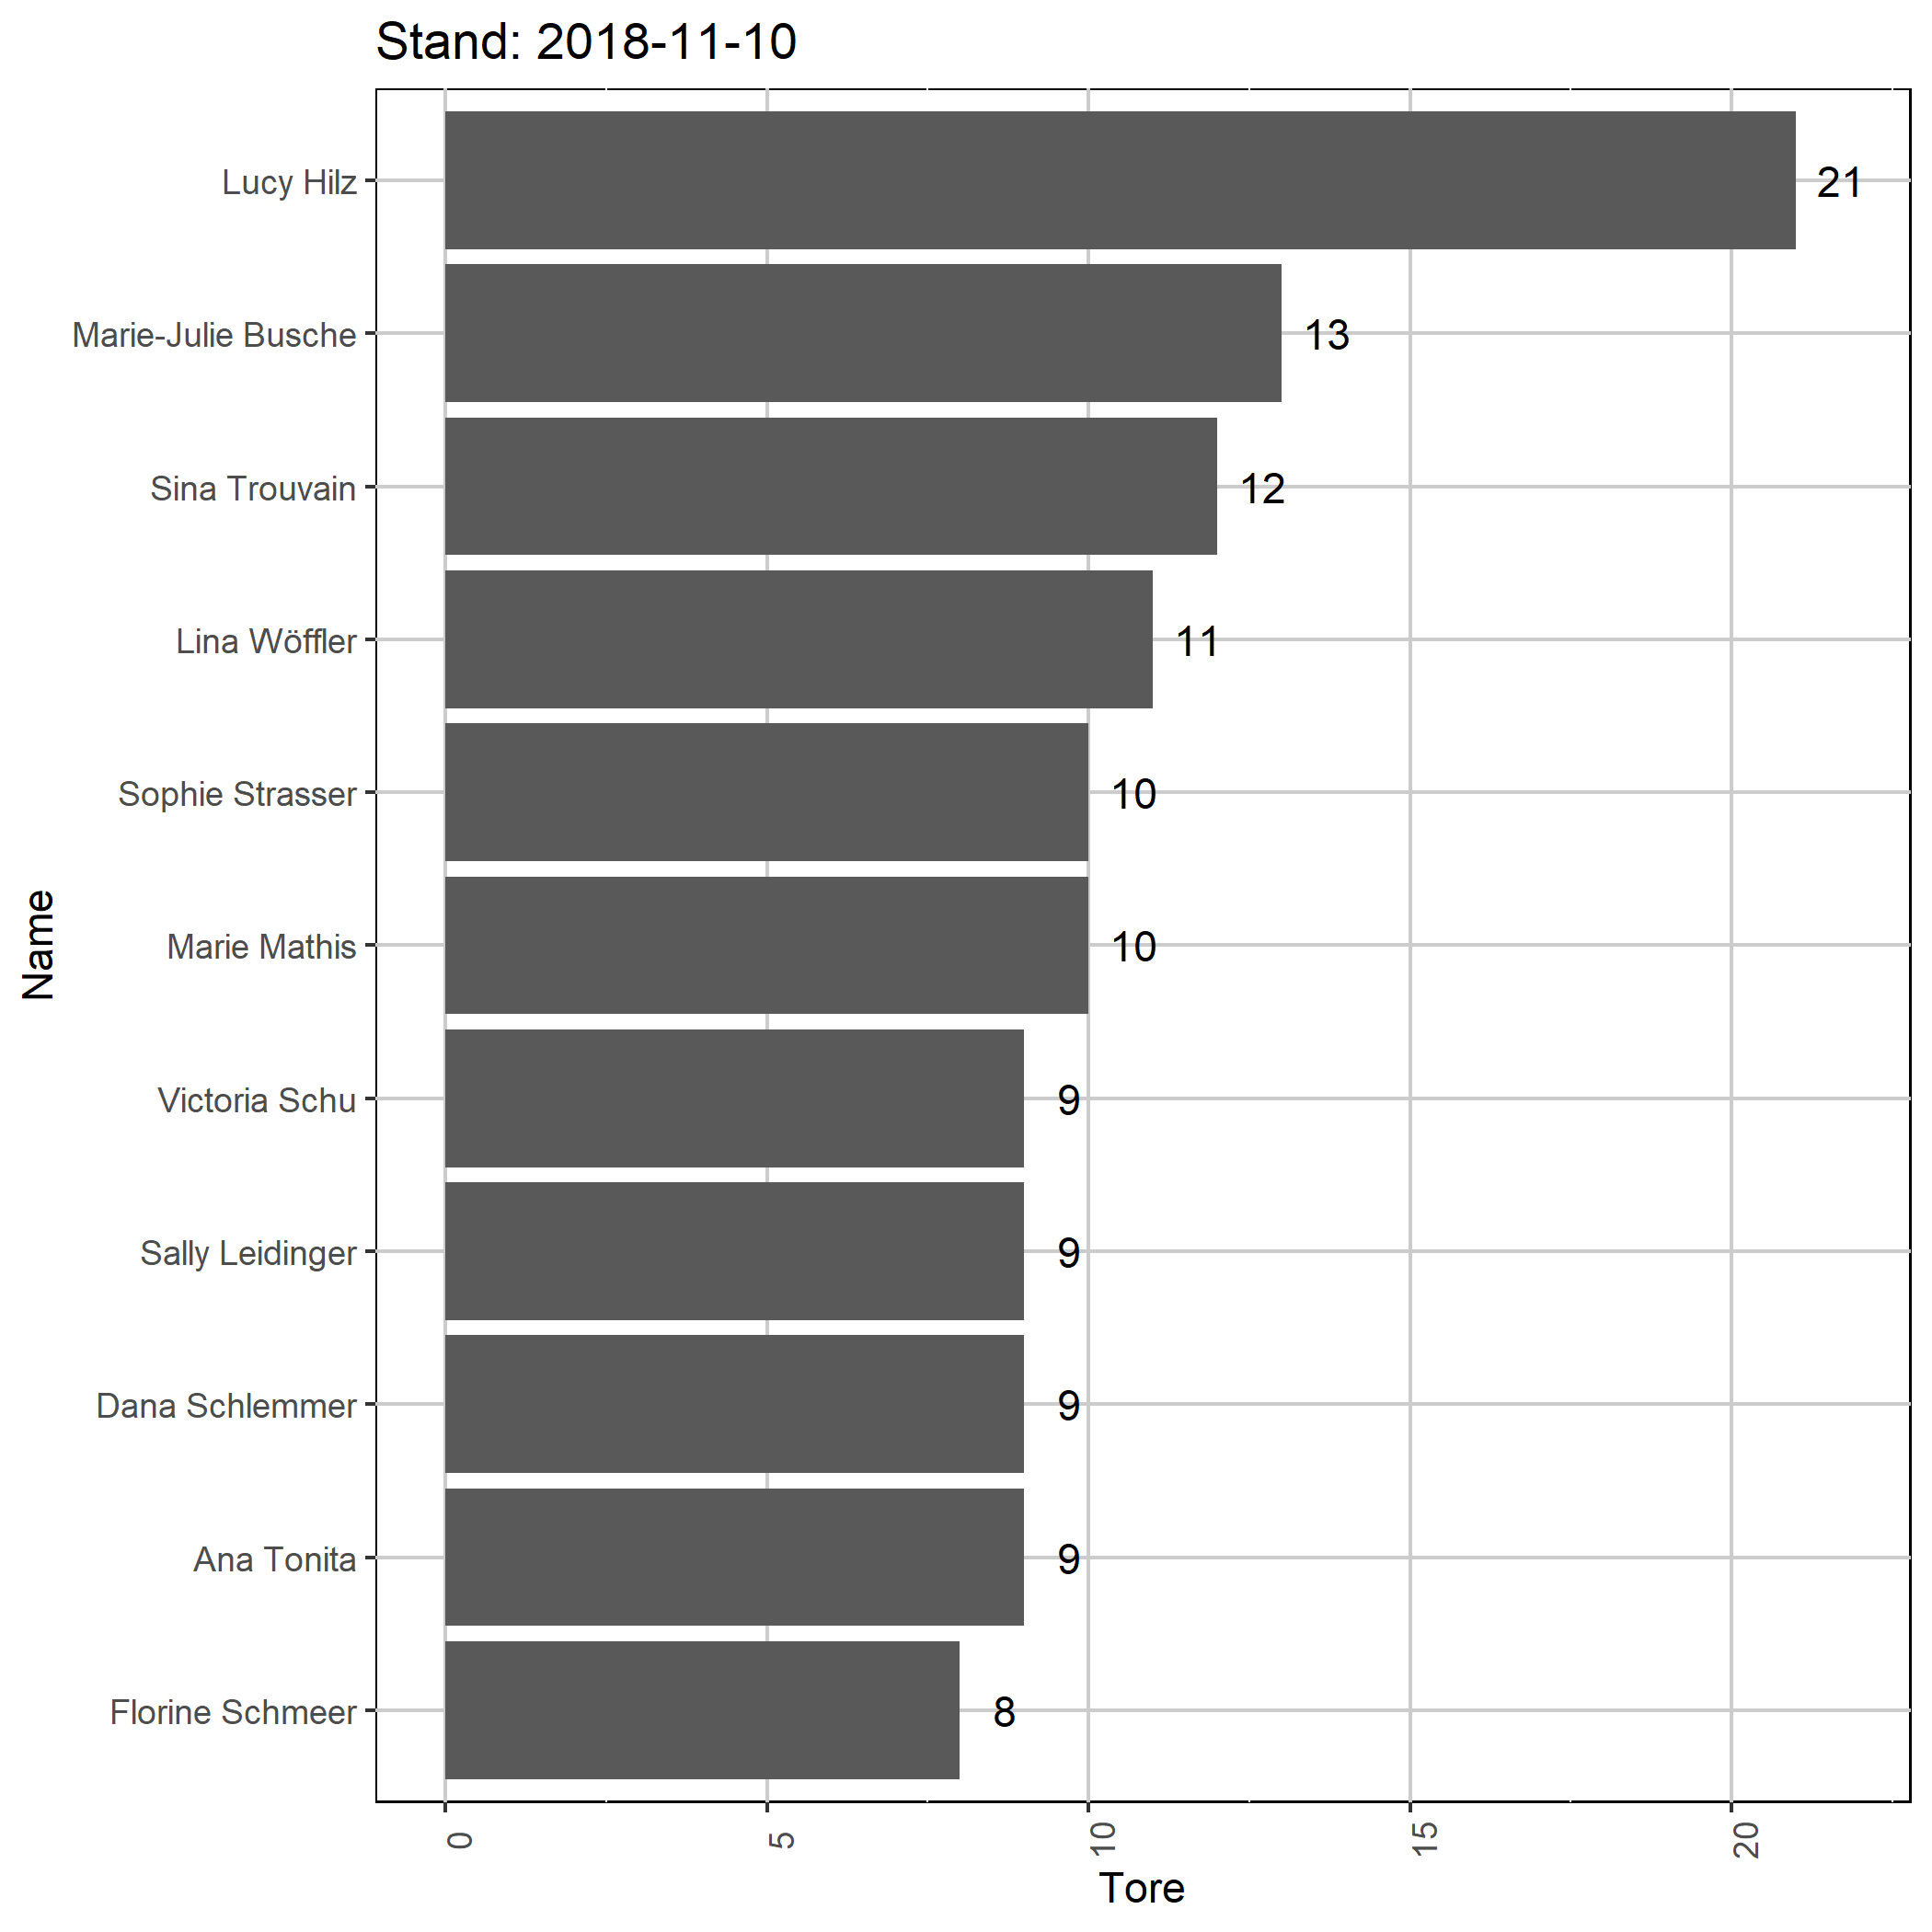 Stand: 2018-11-10
Lucy Hilz 21
Marie-Julie Busche 13
Sina Trouvain 12
Lina Wöffler 11
Sophie Strasser 10
Marie Mathis 10
Victoria Schu 9
Sally Leidinger 9
Dana Schlemmer 9
Ana Tonita 9
Florine Schmeer 8
Name
0 5 10 15 20
Tore